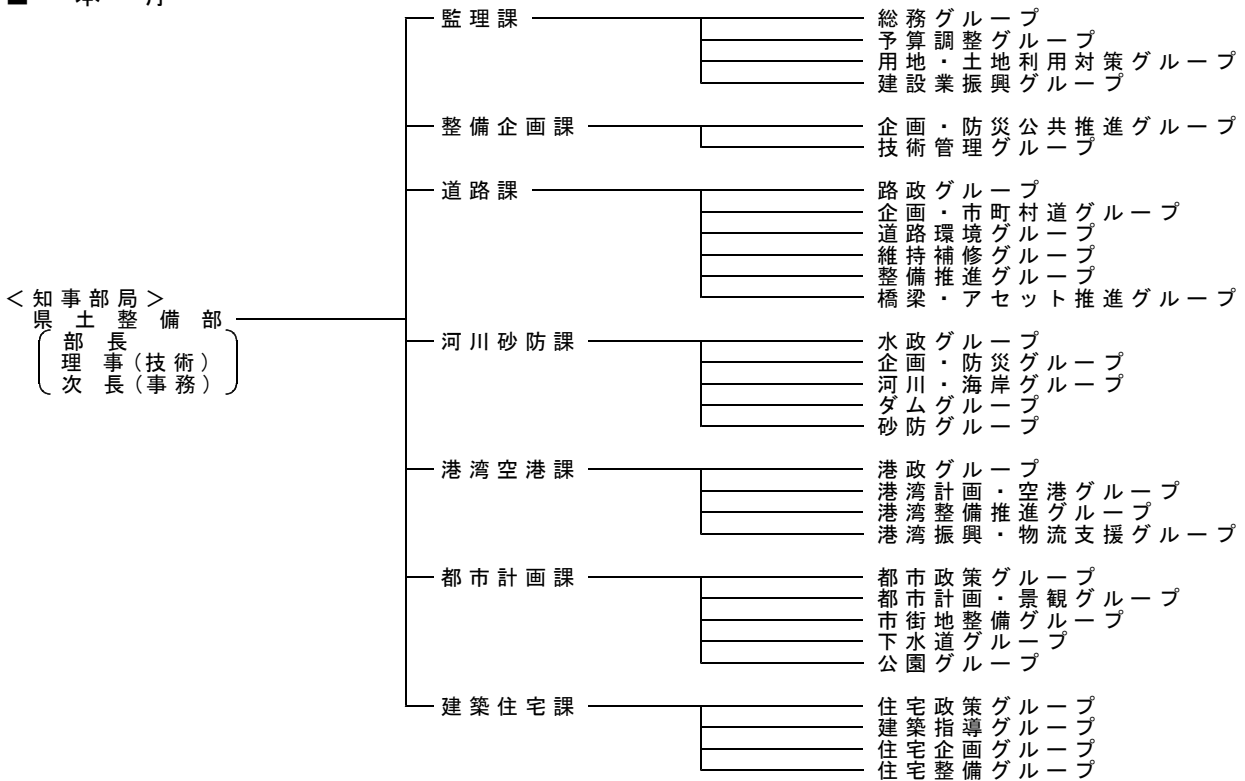 ■ 本庁
監理課
総務グループ
予算調整グループ
用地・土地利用対策グループ
建設業振興グループ
整備企画課
企画・防災公共推進グループ
技術管理グループ
道路課
路政グループ
企画・市町村道グループ
道路環境グループ
維持補修グループ
整備推進グループ
橋梁・アセット推進グループ
<知事部局>
県土整備部
部長
理事(技術)
次長(事務)
河川砂防課
水政グループ
企画・防災グループ
河川・海岸グループ
ダムグループ
砂防グループ
港湾空港課
港政グループ
港湾計画・空港グループ
港湾整備推進グループ
港湾振興・物流支援グループ
都市計画課
都市政策グループ
都市計画・景観グループ
市街地整備グループ
下水道グループ
公園グループ
建築住宅課
住宅政策グループ
建築指導グループ
住宅企画グループ
住宅整備グループ